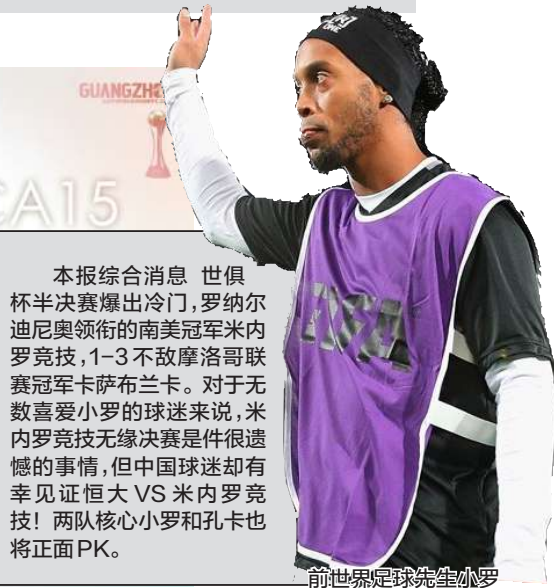 GUANGZH
CA15
FIFA
本报综合消息 世俱
杯半决赛爆出冷门,罗纳尔
迪尼奥领衔的南美冠军米内
罗竞技,1-3不敌摩洛哥联
赛冠军卡萨布兰卡。对于无
数喜爱小罗的球迷来说,米
内罗竞技无缘决赛是件很遗
憾的事情,但中国球迷却有
幸见证恒大VS米内罗竞
技!两队核心小罗和孔卡也
将正面PK。
前世界足球先生小罗